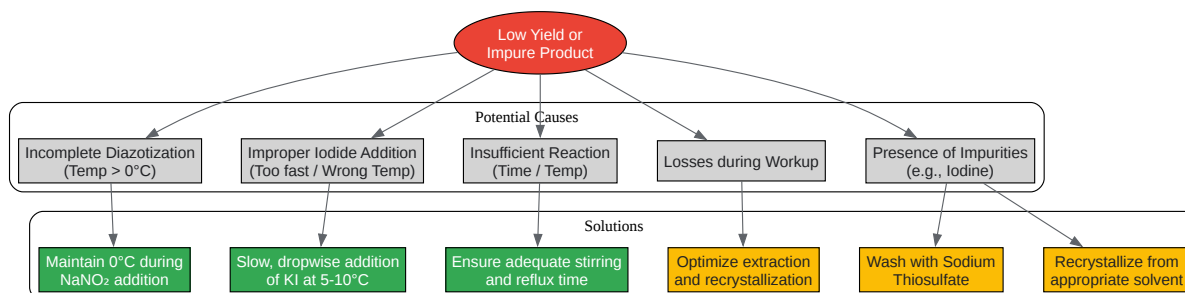 Low Yield or
Impure Product
Potential Causes
Incomplete Diazotization
(Temp > 0°C)
Improper Iodide Addition
(Too fast / Wrong Temp)
Insufficient Reaction
(Time / Temp)
Losses during Workup
Presence of Impurities
(e.g., Iodine)
Solutions
Maintain 0°C during
NaNO₂ addition
Slow, dropwise addition
of KI at 5-10°C
Ensure adequate stirring
and reflux time
Optimize extraction
and recrystallization
Wash with Sodium
Thiosulfate
Recrystallize from
appropriate solvent